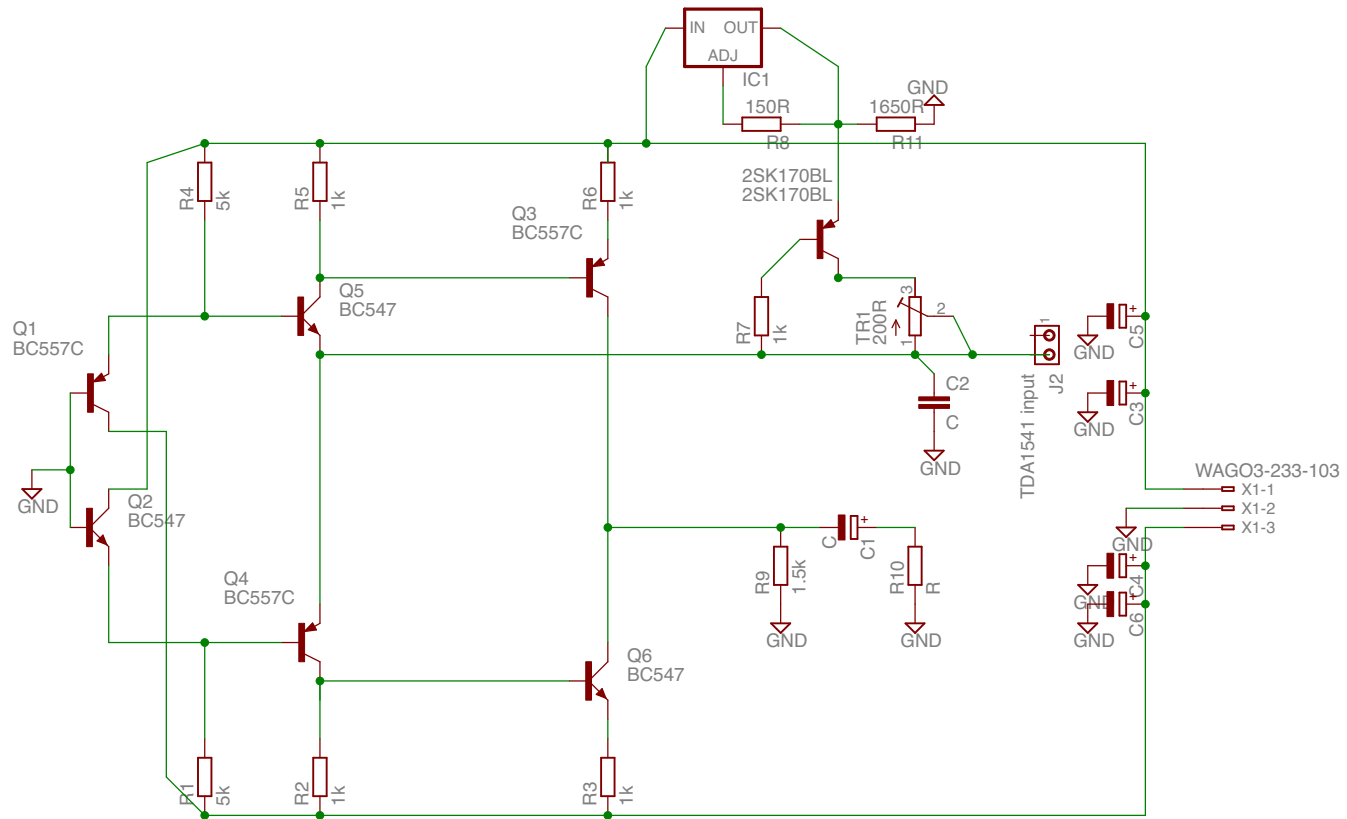 IN OUT
ADJ
IC1
GND
150R
R8
1650R
R11
R4
5k
R5
1k
R6
1k
2SK170BL
2SK170BL
Q3
BC557C
Q5
BC547
Q1
BC557C
R7
1k
TR1
200R
3
2
1
1
J2
TDA1541 input
GND
C5
+
GND
C3
+
C2
C
GND
GND
Q2
BC547
WAGO3-233-103
X1-1
X1-2
X1-3
GND
C
C1
+
R9
1.5k
GND
R10
R
GND
GND
C4
+
GND
C6
+
Q4
BC557C
Q6
BC547
R1
5k
R2
1k
R3
1k